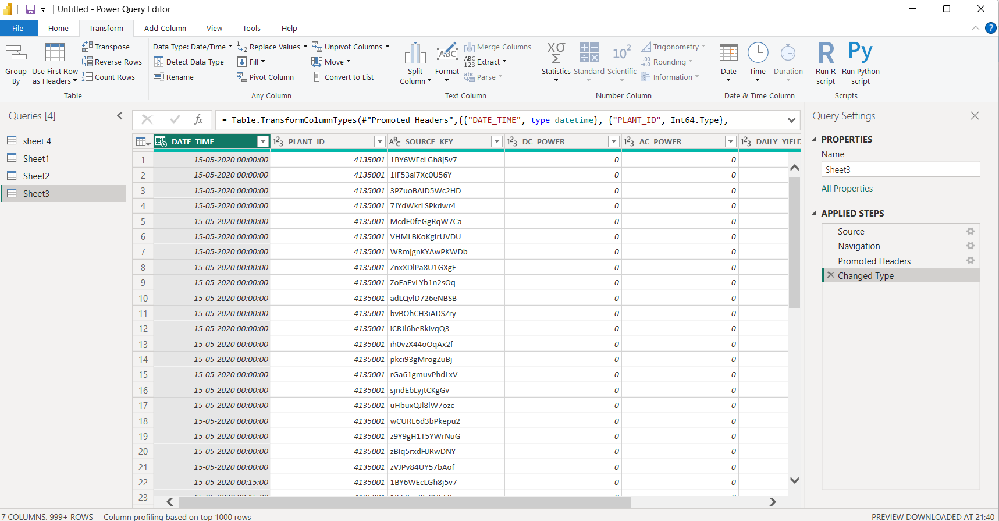 Untitled - Power Query Editor
File Home Transform Add Column View Tools Help
Group By
Use First Row as Headers
Transpose
Reverse Rows
Count Rows
Table
Data Type: Date/Time
Detect Data Type
Rename
Replace Values
Fill
Pivot Column
Unpivot Columns
Move
Convert to List
Any Column
Split Column
Format
Merge Columns
Extract
Parse
Text Column
Statistics
Standard
Scientific
Trigonometry
Rounding
Information
Number Column
Date
Time
Duration
Date & Time Column
Run R script
Run Python script
Scripts
Queries [4]
sheet 4
Sheet1
Sheet2
Sheet3
fx = Table.TransformColumnTypes(#"Promoted Headers",{{"DATE_TIME", type datetime}, {"PLANT_ID", Int64.Type},
DATE_TIME PLANT_ID SOURCE_KEY DC_POWER AC_POWER DAILY_YIELD
1 15-05-2020 00:00:00 4135001 1BY6WEcLGh8j5v7 0 0
2 15-05-2020 00:00:00 4135001 1IF53ai7Xc0U56Y 0 0
3 15-05-2020 00:00:00 4135001 3PZuoBAID5Wc2HD 0 0
4 15-05-2020 00:00:00 4135001 7JYdWkrLSPkdwr4 0 0
5 15-05-2020 00:00:00 4135001 McdE0feGgRqW7Ca 0 0
6 15-05-2020 00:00:00 4135001 VHMLBKoKgIrUVDU 0 0
7 15-05-2020 00:00:00 4135001 WRmjgnKYAwPKWDb 0 0
8 15-05-2020 00:00:00 4135001 ZnxXDlPa8U1GXgE 0 0
9 15-05-2020 00:00:00 4135001 ZoEaEvLYb1n2sOq 0 0
10 15-05-2020 00:00:00 4135001 adLQvlD726eNBSB 0 0
11 15-05-2020 00:00:00 4135001 bvBOhCH3iADSZry 0 0
12 15-05-2020 00:00:00 4135001 iCRJl6heRkivqQ3 0 0
13 15-05-2020 00:00:00 4135001 ih0vzX44oOqAx2f 0 0
14 15-05-2020 00:00:00 4135001 pkci93gMrogZuBj 0 0
15 15-05-2020 00:00:00 4135001 rGa61gmuvPhdLxV 0 0
16 15-05-2020 00:00:00 4135001 sjndEbLyjtCKgGv 0 0
17 15-05-2020 00:00:00 4135001 uHbuxQJl8lW7ozc 0 0
18 15-05-2020 00:00:00 4135001 wCURE6d3bPkepu2 0 0
19 15-05-2020 00:00:00 4135001 z9Y9gH1T5YWrNuG 0 0
20 15-05-2020 00:00:00 4135001 zBIq5rxdHJRwDNY 0 0
21 15-05-2020 00:00:00 4135001 zVJPv84UY57bAof 0 0
22 15-05-2020 00:15:00 4135001 1BY6WEcLGh8j5v7 0 0
23
Query Settings
PROPERTIES
Name
Sheet3
All Properties
APPLIED STEPS
Source
Navigation
Promoted Headers
Changed Type
7 COLUMNS, 999+ ROWS Column profiling based on top 1000 rows
PREVIEW DOWNLOADED AT 21:40